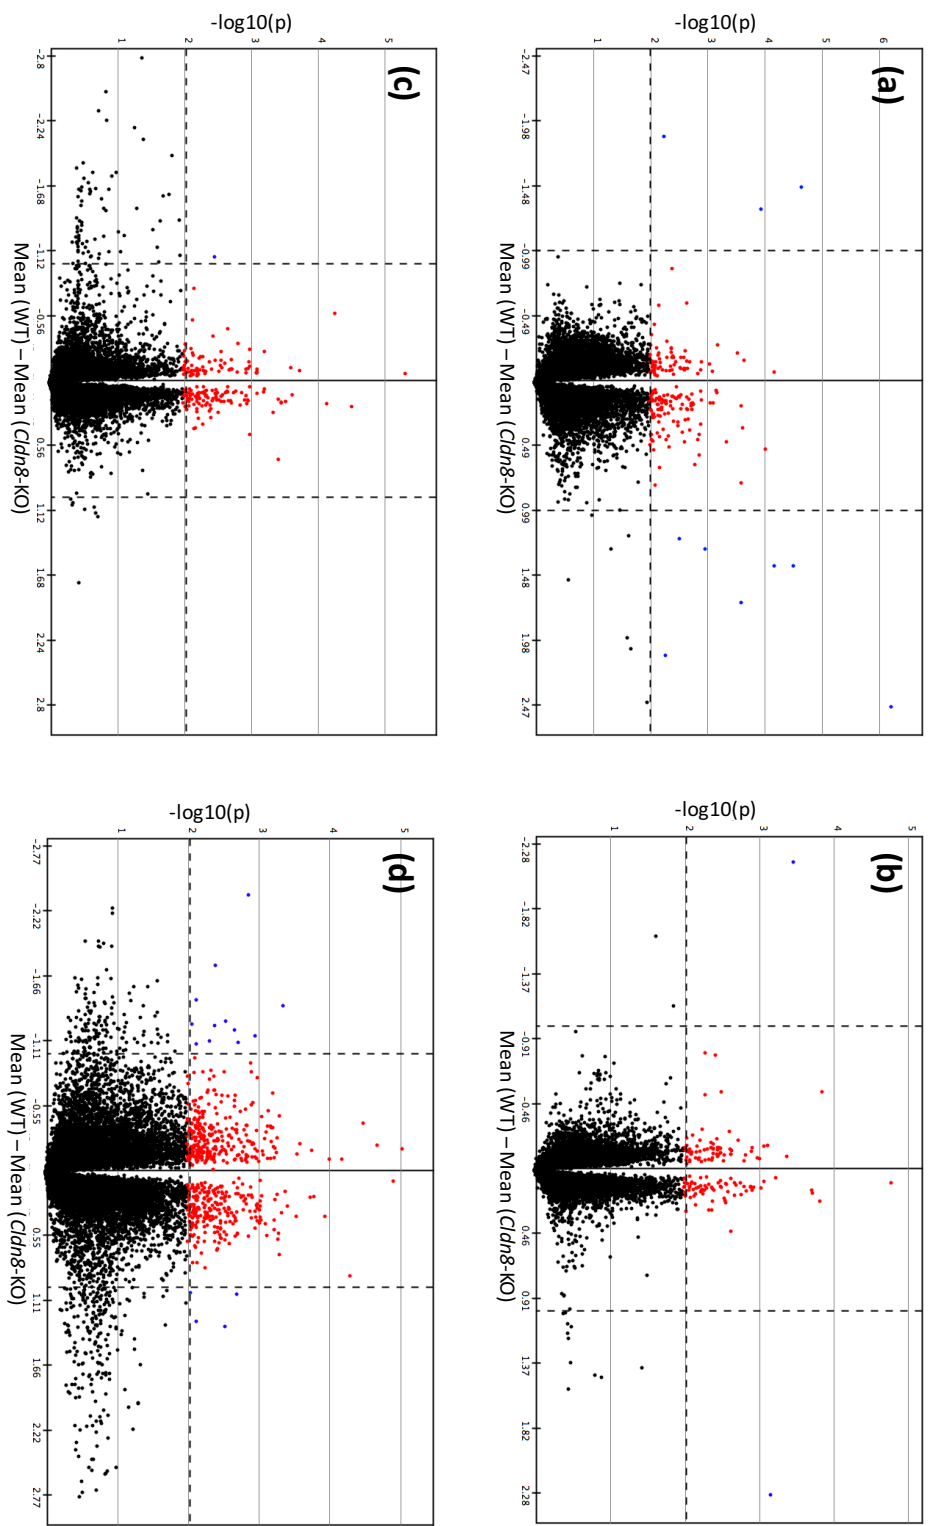 (a)
-log10(p)
6
5
4
3
2
1
-2.47 -1.98 -1.48 -0.99 -0.49 0.49 0.99 1.48 1.98 2.47
Mean (WT) – Mean (Cldn8-KO)
(b)
-log10(p)
5
4
3
2
1
-2.28 -1.82 -1.37 -0.91 -0.46 0.46 0.91 1.37 1.82 2.28
Mean (WT) – Mean (Cldn8-KO)
(c)
-log10(p)
5
4
3
2
1
-2.8 -2.24 -1.68 -1.12 -0.56 0.56 1.12 1.68 2.24 2.8
Mean (WT) – Mean (Cldn8-KO)
(d)
-log10(p)
5
4
3
2
1
-2.77 -2.22 -1.66 -1.11 -0.55 0.55 1.11 1.66 2.22 2.77
Mean (WT) – Mean (Cldn8-KO)